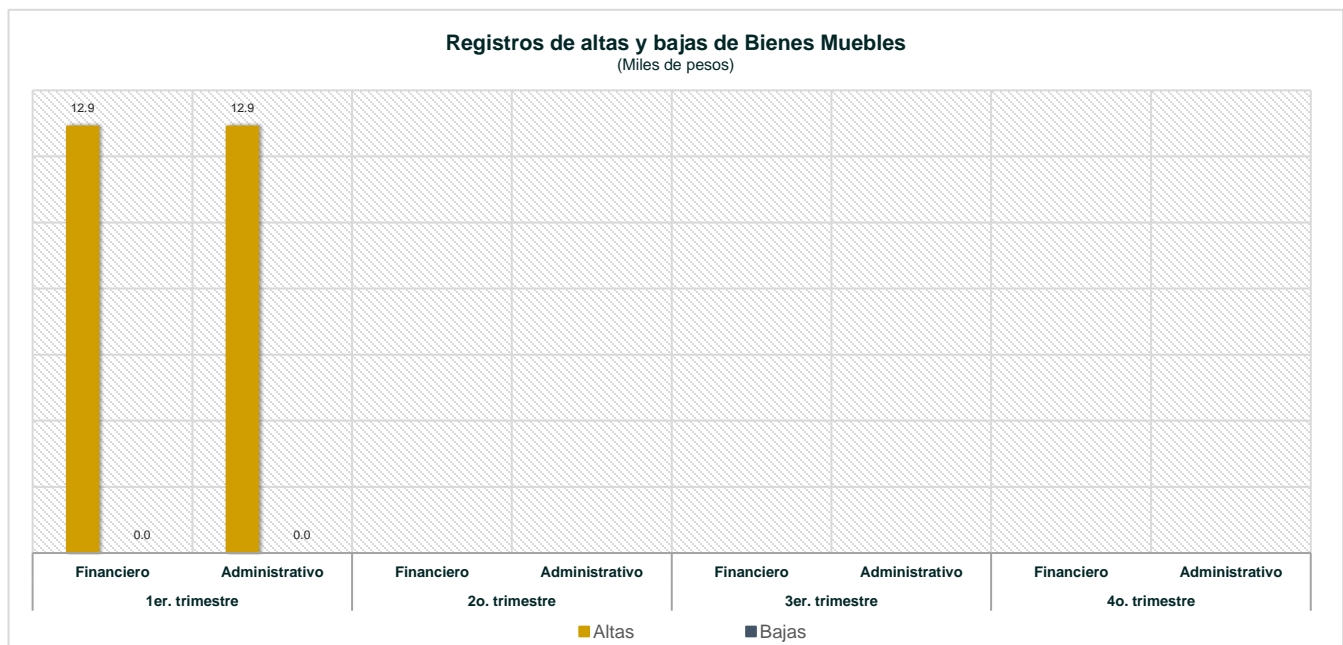 Registros de altas y bajas de Bienes Muebles
(Miles de pesos)
12.9 12.9
0.0 0.0
Financiero Administrativo Financiero Administrativo Financiero Administrativo Financiero Administrativo
1er. trimestre 2o. trimestre 3er. trimestre 4o. trimestre
Altas Bajas